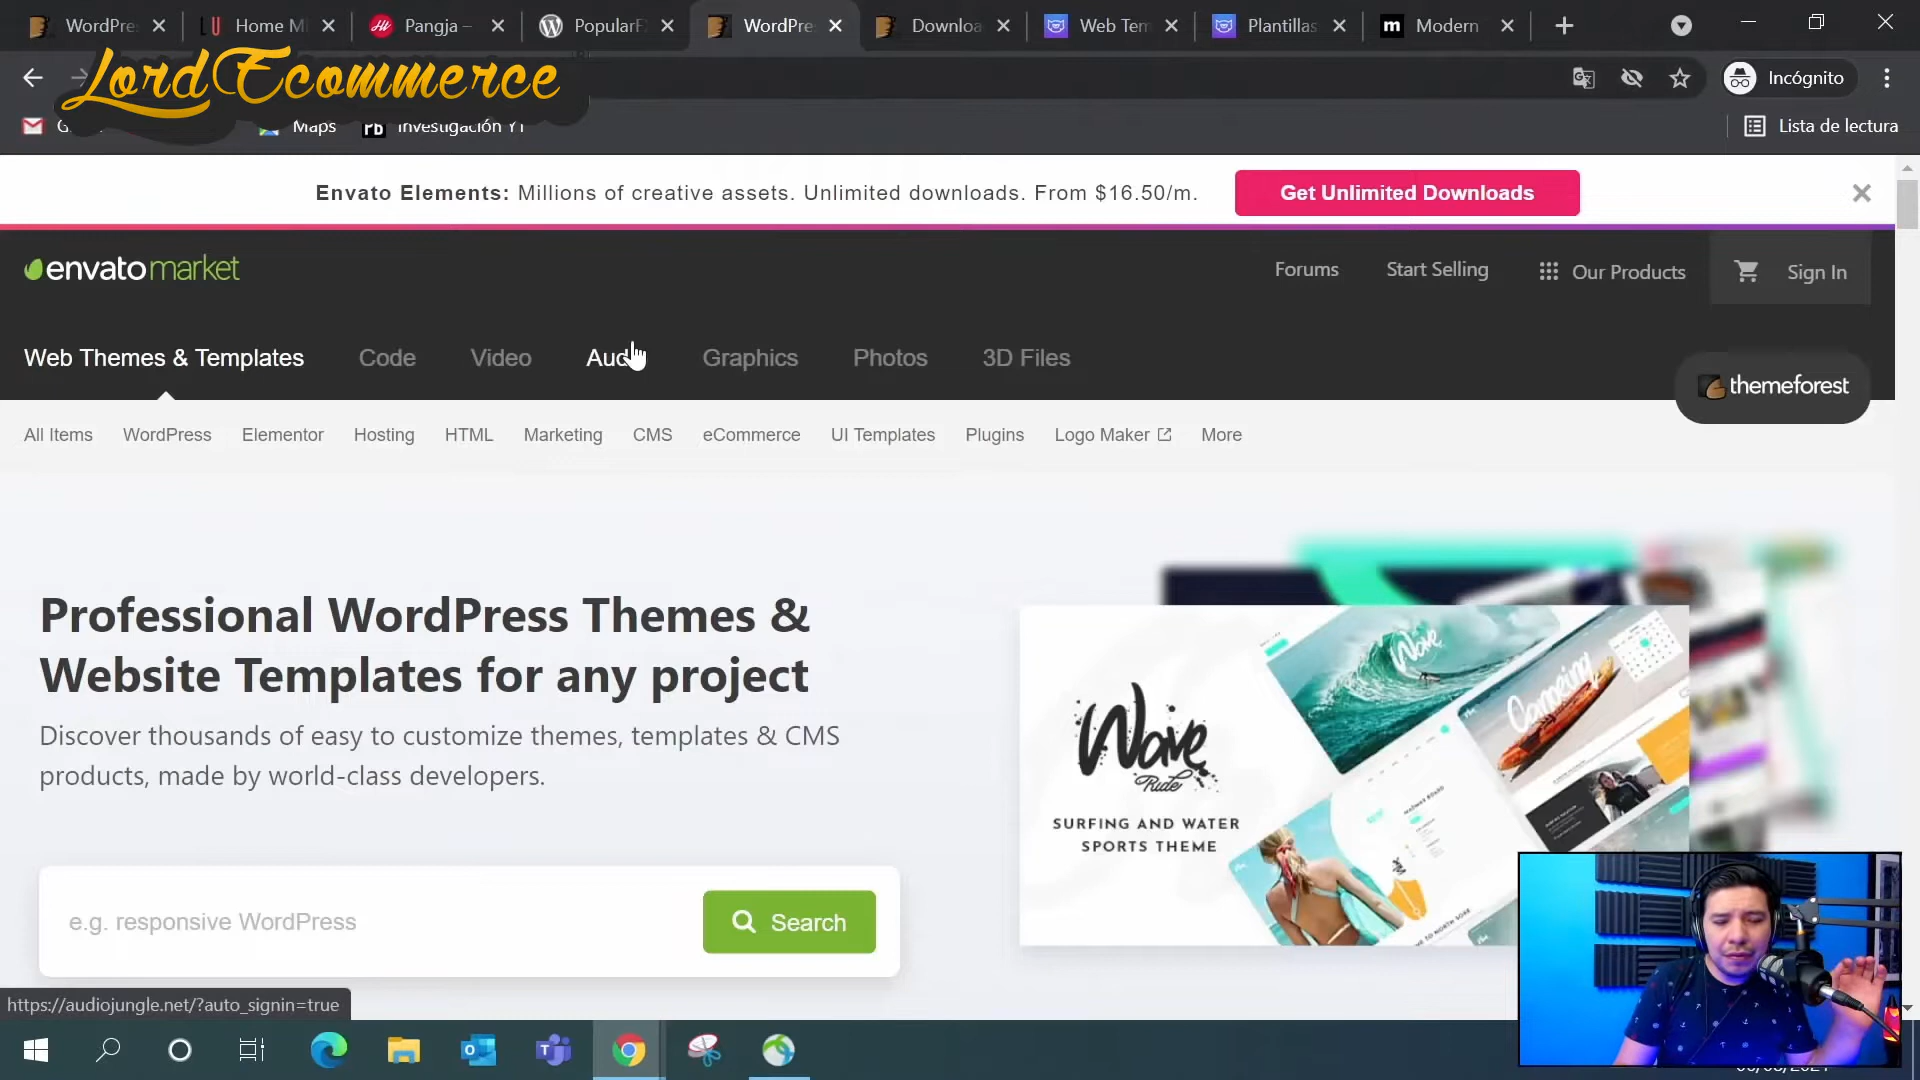 WordPre
Home M
Pangja –
PopularF
WordPre
Downloa
Web Tem
Plantillas
Modern
Lord Ecommerce
Incógnito
Maps
Investigación YT
Lista de lectura
Envato Elements: Millions of creative assets. Unlimited downloads. From $16.50/m.
Get Unlimited Downloads
envatomarket
Forums
Start Selling
Our Products
Sign In
Web Themes & Templates
Code
Video
Graphics
Photos
3D Files
themeforest
All Items
WordPress
Elementor
Hosting
HTML
Marketing
CMS
eCommerce
UI Templates
Plugins
Logo Maker
More
Professional WordPress Themes &
Website Templates for any project
Discover thousands of easy to customize themes, templates & CMS
products, made by world-class developers.
e.g. responsive WordPress
Search
Wave
Ride
SURFING AND WATER
SPORTS THEME
Wave
Camping
https://audiojungle.net/?auto_signin=true